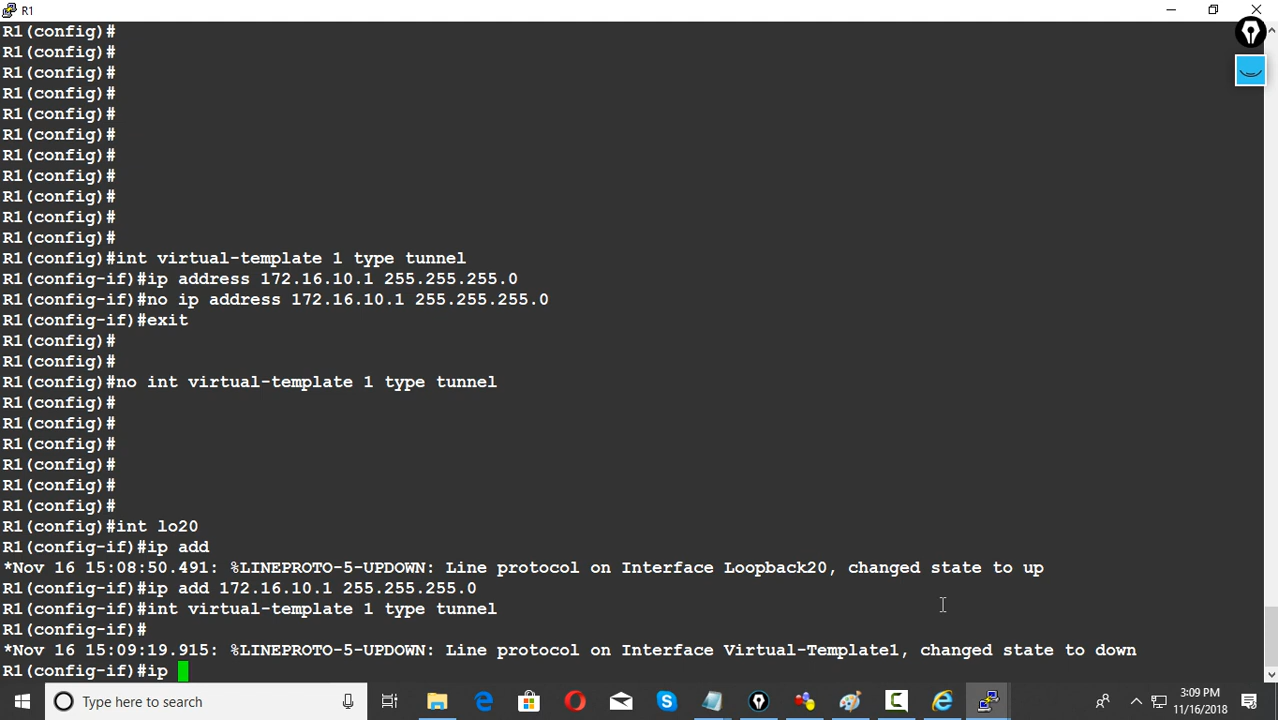 R1
R1(config)#
R1(config)#
R1(config)#
R1(config)#
R1(config)#
R1(config)#
R1(config)#
R1(config)#
R1(config)#
R1(config)#
R1(config)#
R1(config)#int virtual-template 1 type tunnel
R1(config-if)#ip address 172.16.10.1 255.255.255.0
R1(config-if)#no ip address 172.16.10.1 255.255.255.0
R1(config-if)#exit
R1(config)#
R1(config)#
R1(config)#no int virtual-template 1 type tunnel
R1(config)#
R1(config)#
R1(config)#
R1(config)#
R1(config)#
R1(config)#
R1(config)#int lo20
R1(config-if)#ip add
*Nov 16 15:08:50.491: %LINEPROTO-5-UPDOWN: Line protocol on Interface Loopback20, changed state to up
R1(config-if)#ip add 172.16.10.1 255.255.255.0
R1(config-if)#int virtual-template 1 type tunnel
R1(config-if)#
*Nov 16 15:09:19.915: %LINEPROTO-5-UPDOWN: Line protocol on Interface Virtual-Template1, changed state to down
R1(config-if)#ip
Type here to search
3:09 PM
11/16/2018